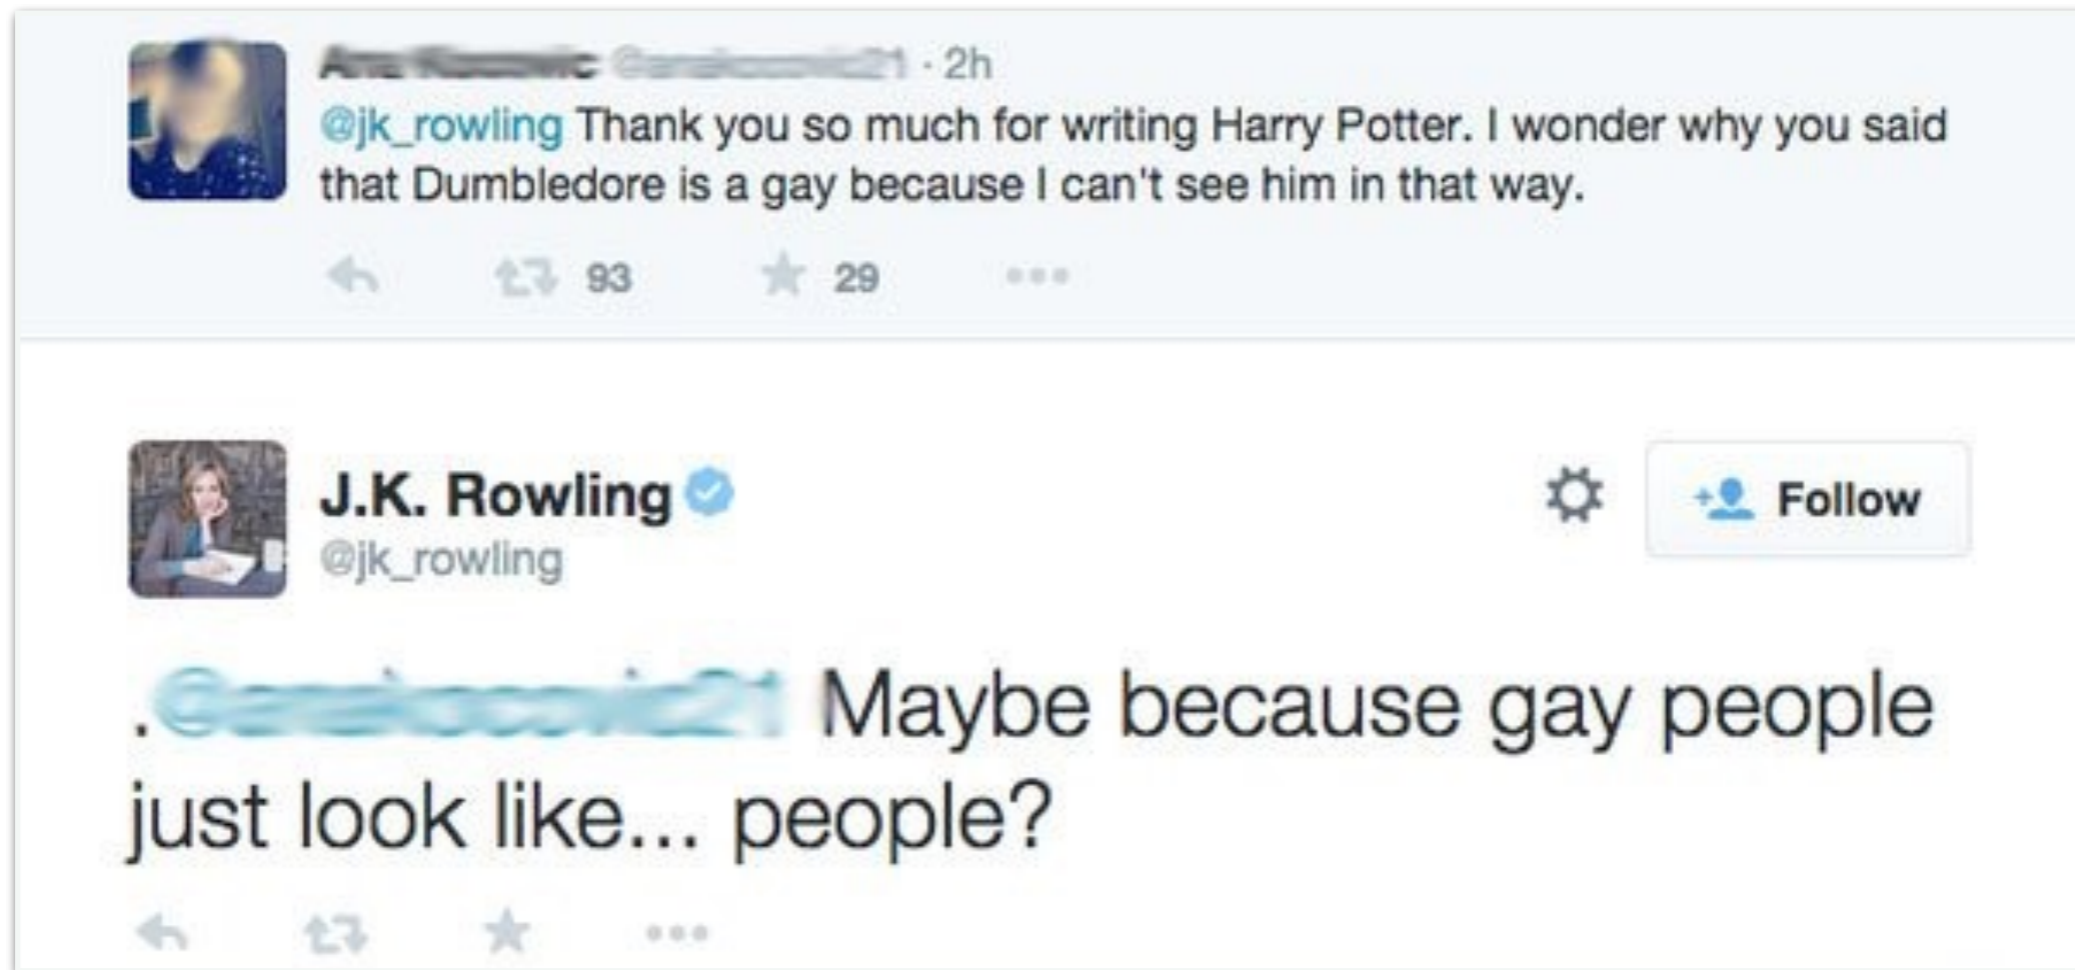 · 2h
@jk_rowling Thank you so much for writing Harry Potter. I wonder why you said
that Dumbledore is a gay because I can't see him in that way.
93 29
J.K. Rowling
Follow
@jk_rowling
. Maybe because gay people
just look like... people?